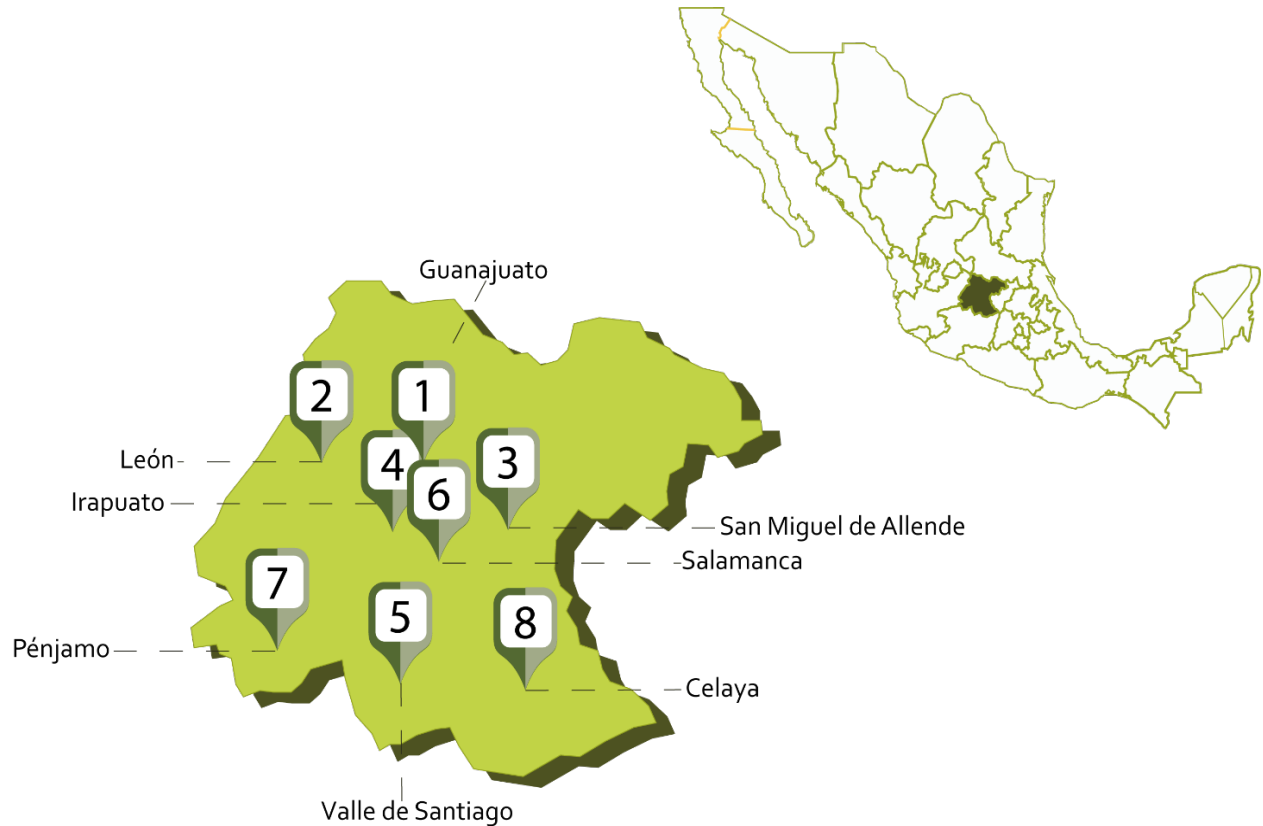 Guanajuato
2
1
León
4
3
Irapuato
6
San Miguel de Allende
Salamanca
7
5
8
Pénjamo
Celaya
Valle de Santiago